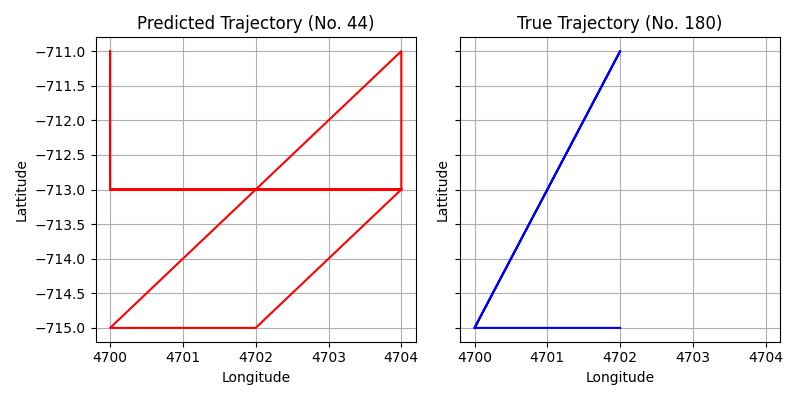 Predicted Trajectory (No. 44)
True Trajectory (No. 180)
−711.0
−711.5
−712.0
−712.5
−713.0
−713.5
−714.0
−714.5
−715.0
Lattitude
Lattitude
4700 4701 4702 4703 4704
4700 4701 4702 4703 4704
Longitude
Longitude